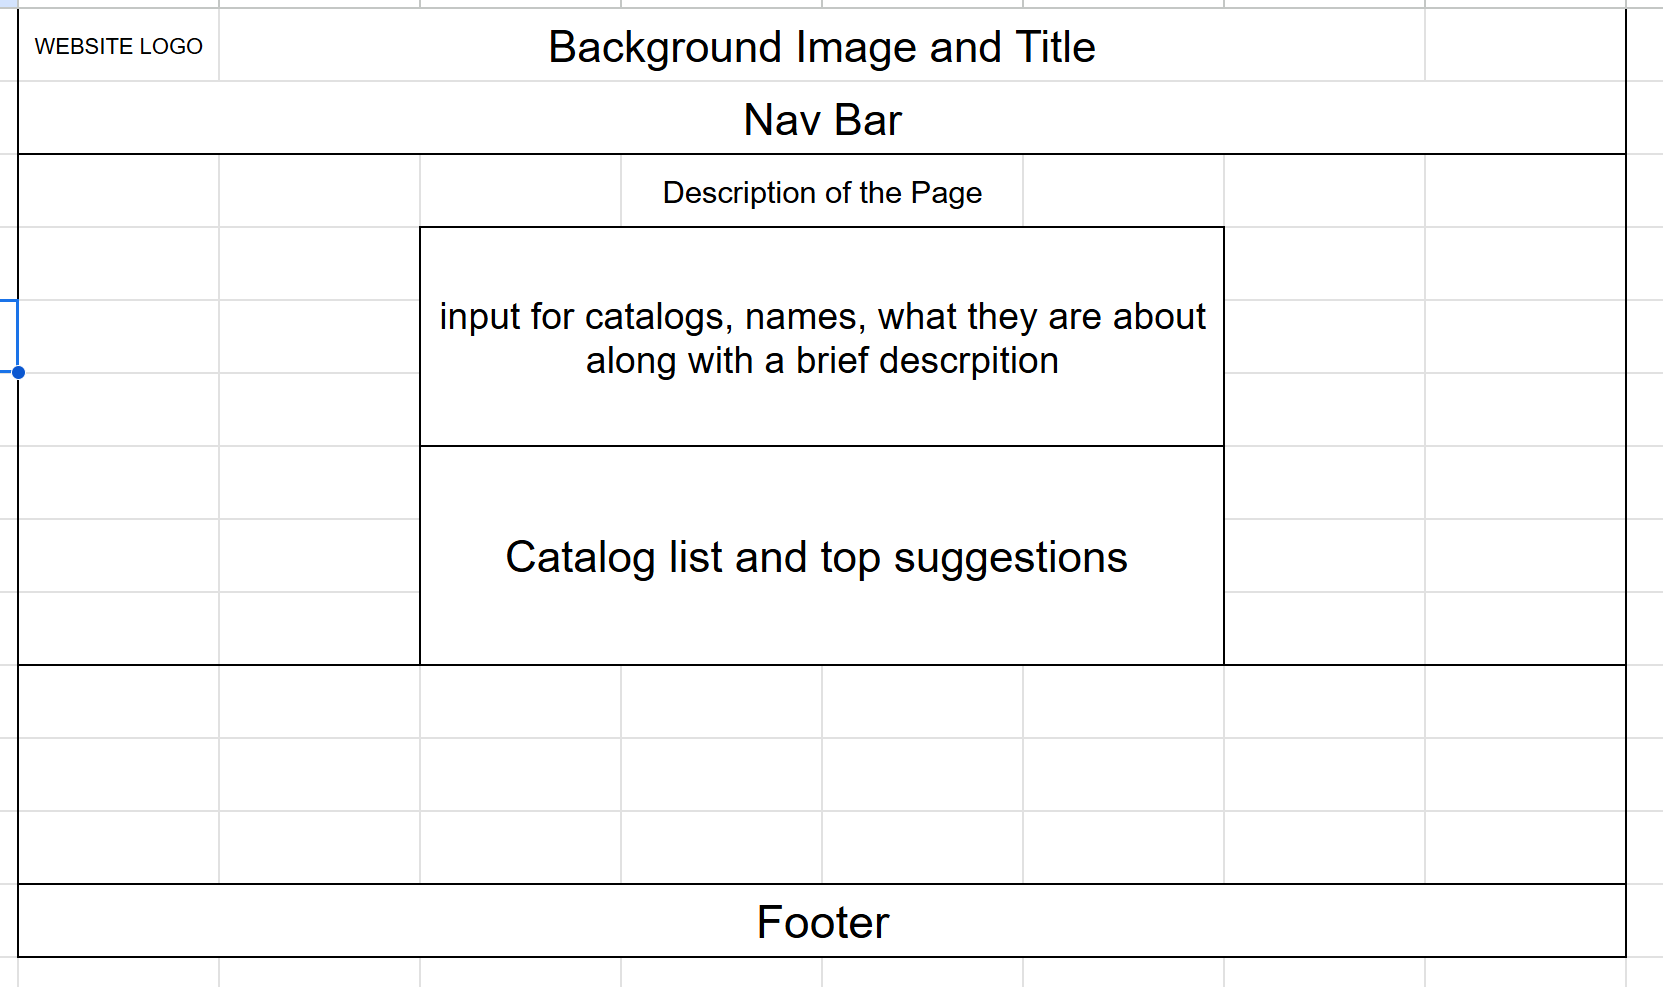 WEBSITE LOGO
Background Image and Title
Nav Bar
Description of the Page
input for catalogs, names, what they are about
along with a brief descrpition
Catalog list and top suggestions
Footer